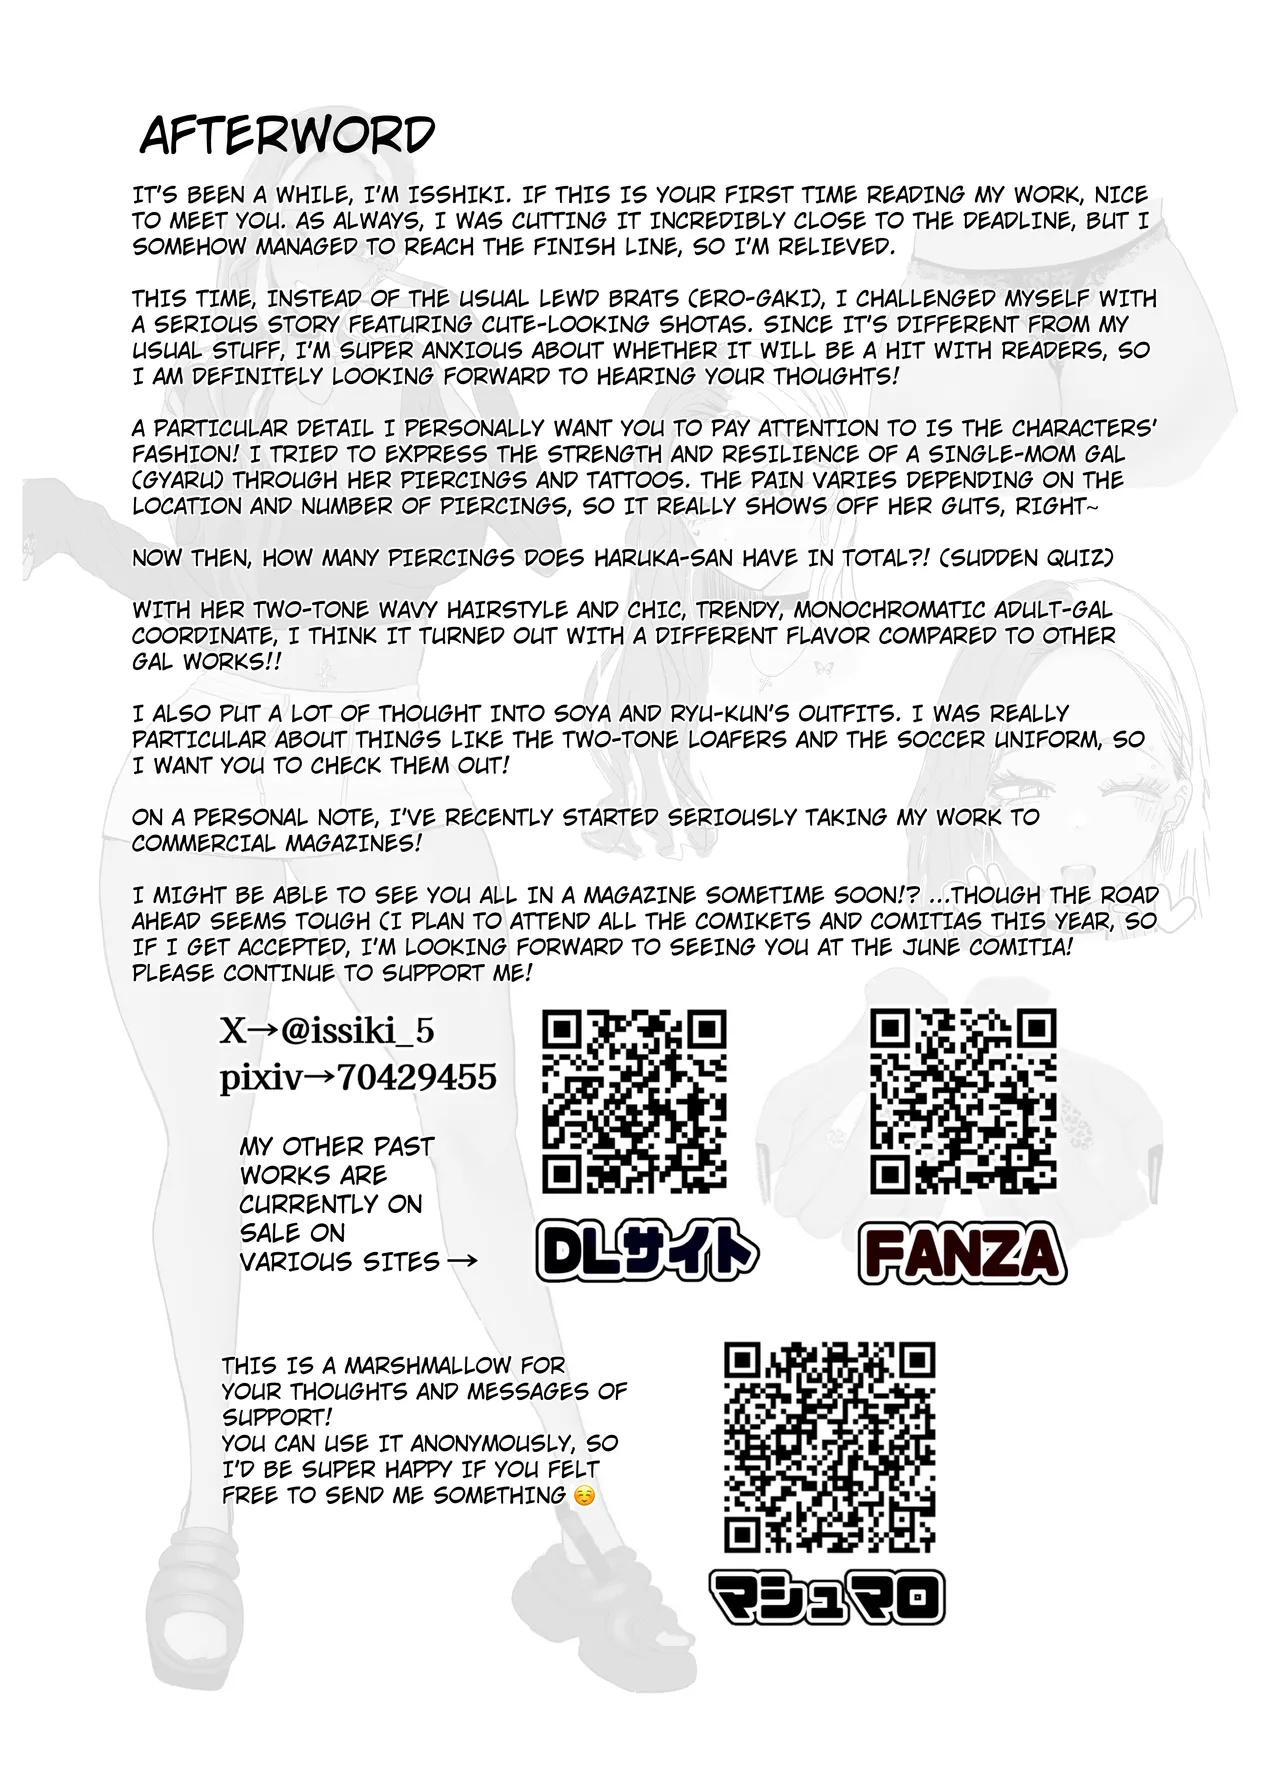 AFTERWORD
IT'S BEEN A WHILE, I'M ISSHIKI. IF THIS IS YOUR FIRST TIME READING MY WORK, NICE
TO MEET YOU. AS ALWAYS, I WAS CUTTING IT INCREDIBLY CLOSE TO THE DEADLINE, BUT I
SOMEHOW MANAGED TO REACH THE FINISH LINE, SO I'M RELIEVED.
THIS TIME, INSTEAD OF THE USUAL LEWD BRATS (ERO-GAKI), I CHALLENGED MYSELF WITH
A SERIOUS STORY FEATURING CUTE-LOOKING SHOTAS. SINCE IT'S DIFFERENT FROM MY
USUAL STUFF, I'M SUPER ANXIOUS ABOUT WHETHER IT WILL BE A HIT WITH READERS, SO
I AM DEFINITELY LOOKING FORWARD TO HEARING YOUR THOUGHTS!
A PARTICULAR DETAIL I PERSONALLY WANT YOU TO PAY ATTENTION TO IS THE CHARACTERS'
FASHION! I TRIED TO EXPRESS THE STRENGTH AND RESILIENCE OF A SINGLE-MOM GAL
(GYARU) THROUGH HER PIERCINGS AND TATTOOS. THE PAIN VARIES DEPENDING ON THE
LOCATION AND NUMBER OF PIERCINGS, SO IT REALLY SHOWS OFF HER GUTS, RIGHT~
NOW THEN, HOW MANY PIERCINGS DOES HARUKA-SAN HAVE IN TOTAL?! (SUDDEN QUIZ)
WITH HER TWO-TONE WAVY HAIRSTYLE AND CHIC, TRENDY, MONOCHROMATIC ADULT-GAL
COORDINATE, I THINK IT TURNED OUT WITH A DIFFERENT FLAVOR COMPARED TO OTHER
GAL WORKS!!
I ALSO PUT A LOT OF THOUGHT INTO SOYA AND RYU-KUN'S OUTFITS. I WAS REALLY
PARTICULAR ABOUT THINGS LIKE THE TWO-TONE LOAFERS AND THE SOCCER UNIFORM, SO
I WANT YOU TO CHECK THEM OUT!
ON A PERSONAL NOTE, I'VE RECENTLY STARTED SERIOUSLY TAKING MY WORK TO
COMMERCIAL MAGAZINES!
I MIGHT BE ABLE TO SEE YOU ALL IN A MAGAZINE SOMETIME SOON!? ...THOUGH THE ROAD
AHEAD SEEMS TOUGH (I PLAN TO ATTEND ALL THE COMIKETS AND COMITIAS THIS YEAR, SO
IF I GET ACCEPTED, I'M LOOKING FORWARD TO SEEING YOU AT THE JUNE COMITIA!
PLEASE CONTINUE TO SUPPORT ME!
X→@issiki_5
pixiv→70429455
MY OTHER PAST
WORKS ARE
CURRENTLY ON
SALE ON
VARIOUS SITES→
DLサイト
FANZA
THIS IS A MARSHMALLOW FOR
YOUR THOUGHTS AND MESSAGES OF
SUPPORT!
YOU CAN USE IT ANONYMOUSLY, SO
I'D BE SUPER HAPPY IF YOU FELT
FREE TO SEND ME SOMETHING ☺️
マシュマロ